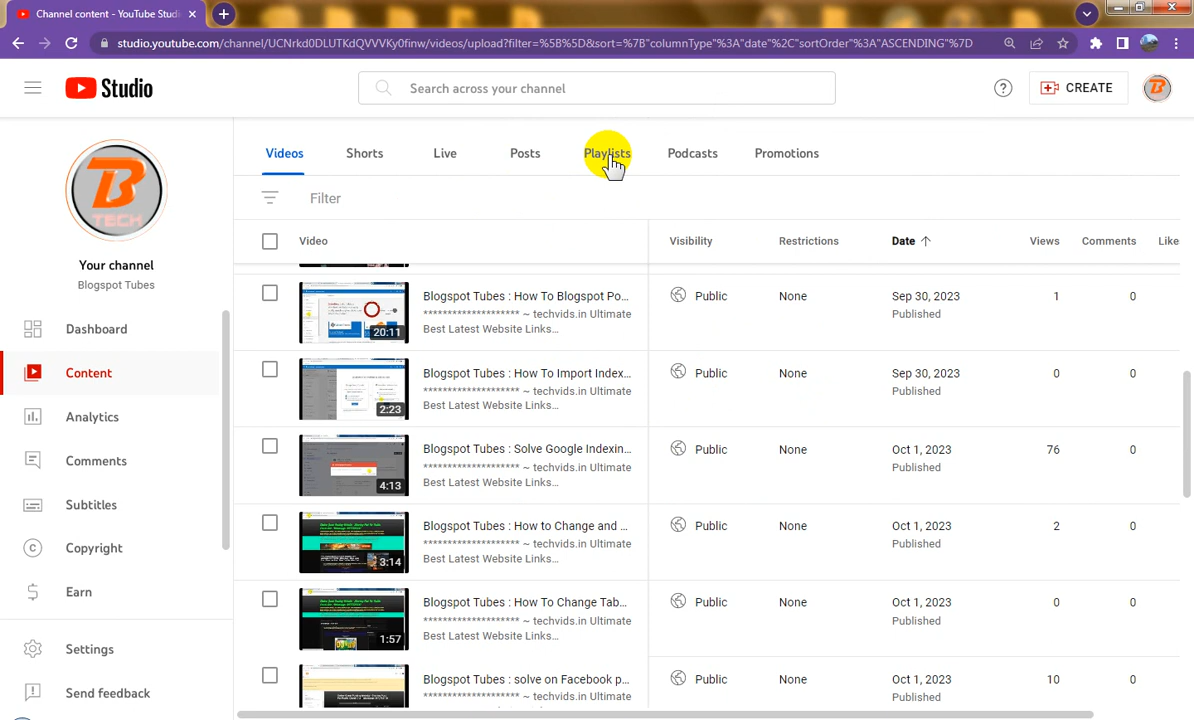 Channel content - YouTube Studi
studio.youtube.com/channel/UCNrkd0DLUTKdQVVVKy0finw/videos/upload?filter=%5B%5D&sort=%7B"columnType"%3A"date"%2C"sortOrder"%3A"ASCENDING"%7D
Studio
Search across your channel
CREATE
B
TECH
Your channel
Blogspot Tubes
Dashboard
Content
Analytics
Comments
Subtitles
Copyright
Earn
Settings
Send feedback
Videos Shorts Live Posts Playlists Podcasts Promotions
Filter
Video Visibility Restrictions Date Views Comments Like
Blogspot Tubes : How To Blogspot Po... Public None Sep 30, 2023 1 0
******************** ~ techvids.in Ultimate Published
20:11 Best Latest Website Links...
Blogspot Tubes : How To Import Index... Public None Sep 30, 2023 0 0
******************** ~ techvids.in Ultimate Published
2:23 Best Latest Website Links...
Blogspot Tubes : Solve Google Indexin... Public None Oct 1, 2023 76 0
******************** ~ techvids.in Ultimate Published
4:13 Best Latest Website Links...
Blogspot Tubes : How to Change and ... Public None Oct 1, 2023 2 0
******************** ~ techvids.in Ultimate Published
3:14 Best Latest Website Links...
Blogspot Tubes : How To Change Tab... Public None Oct 1, 2023 8 0
******************** ~ techvids.in Ultimate Published
1:57 Best Latest Website Links...
Blogspot Tubes : solve on Facebook p... Public None Oct 1, 2023 10 0
******************** ~ techvids.in Ultimate Published